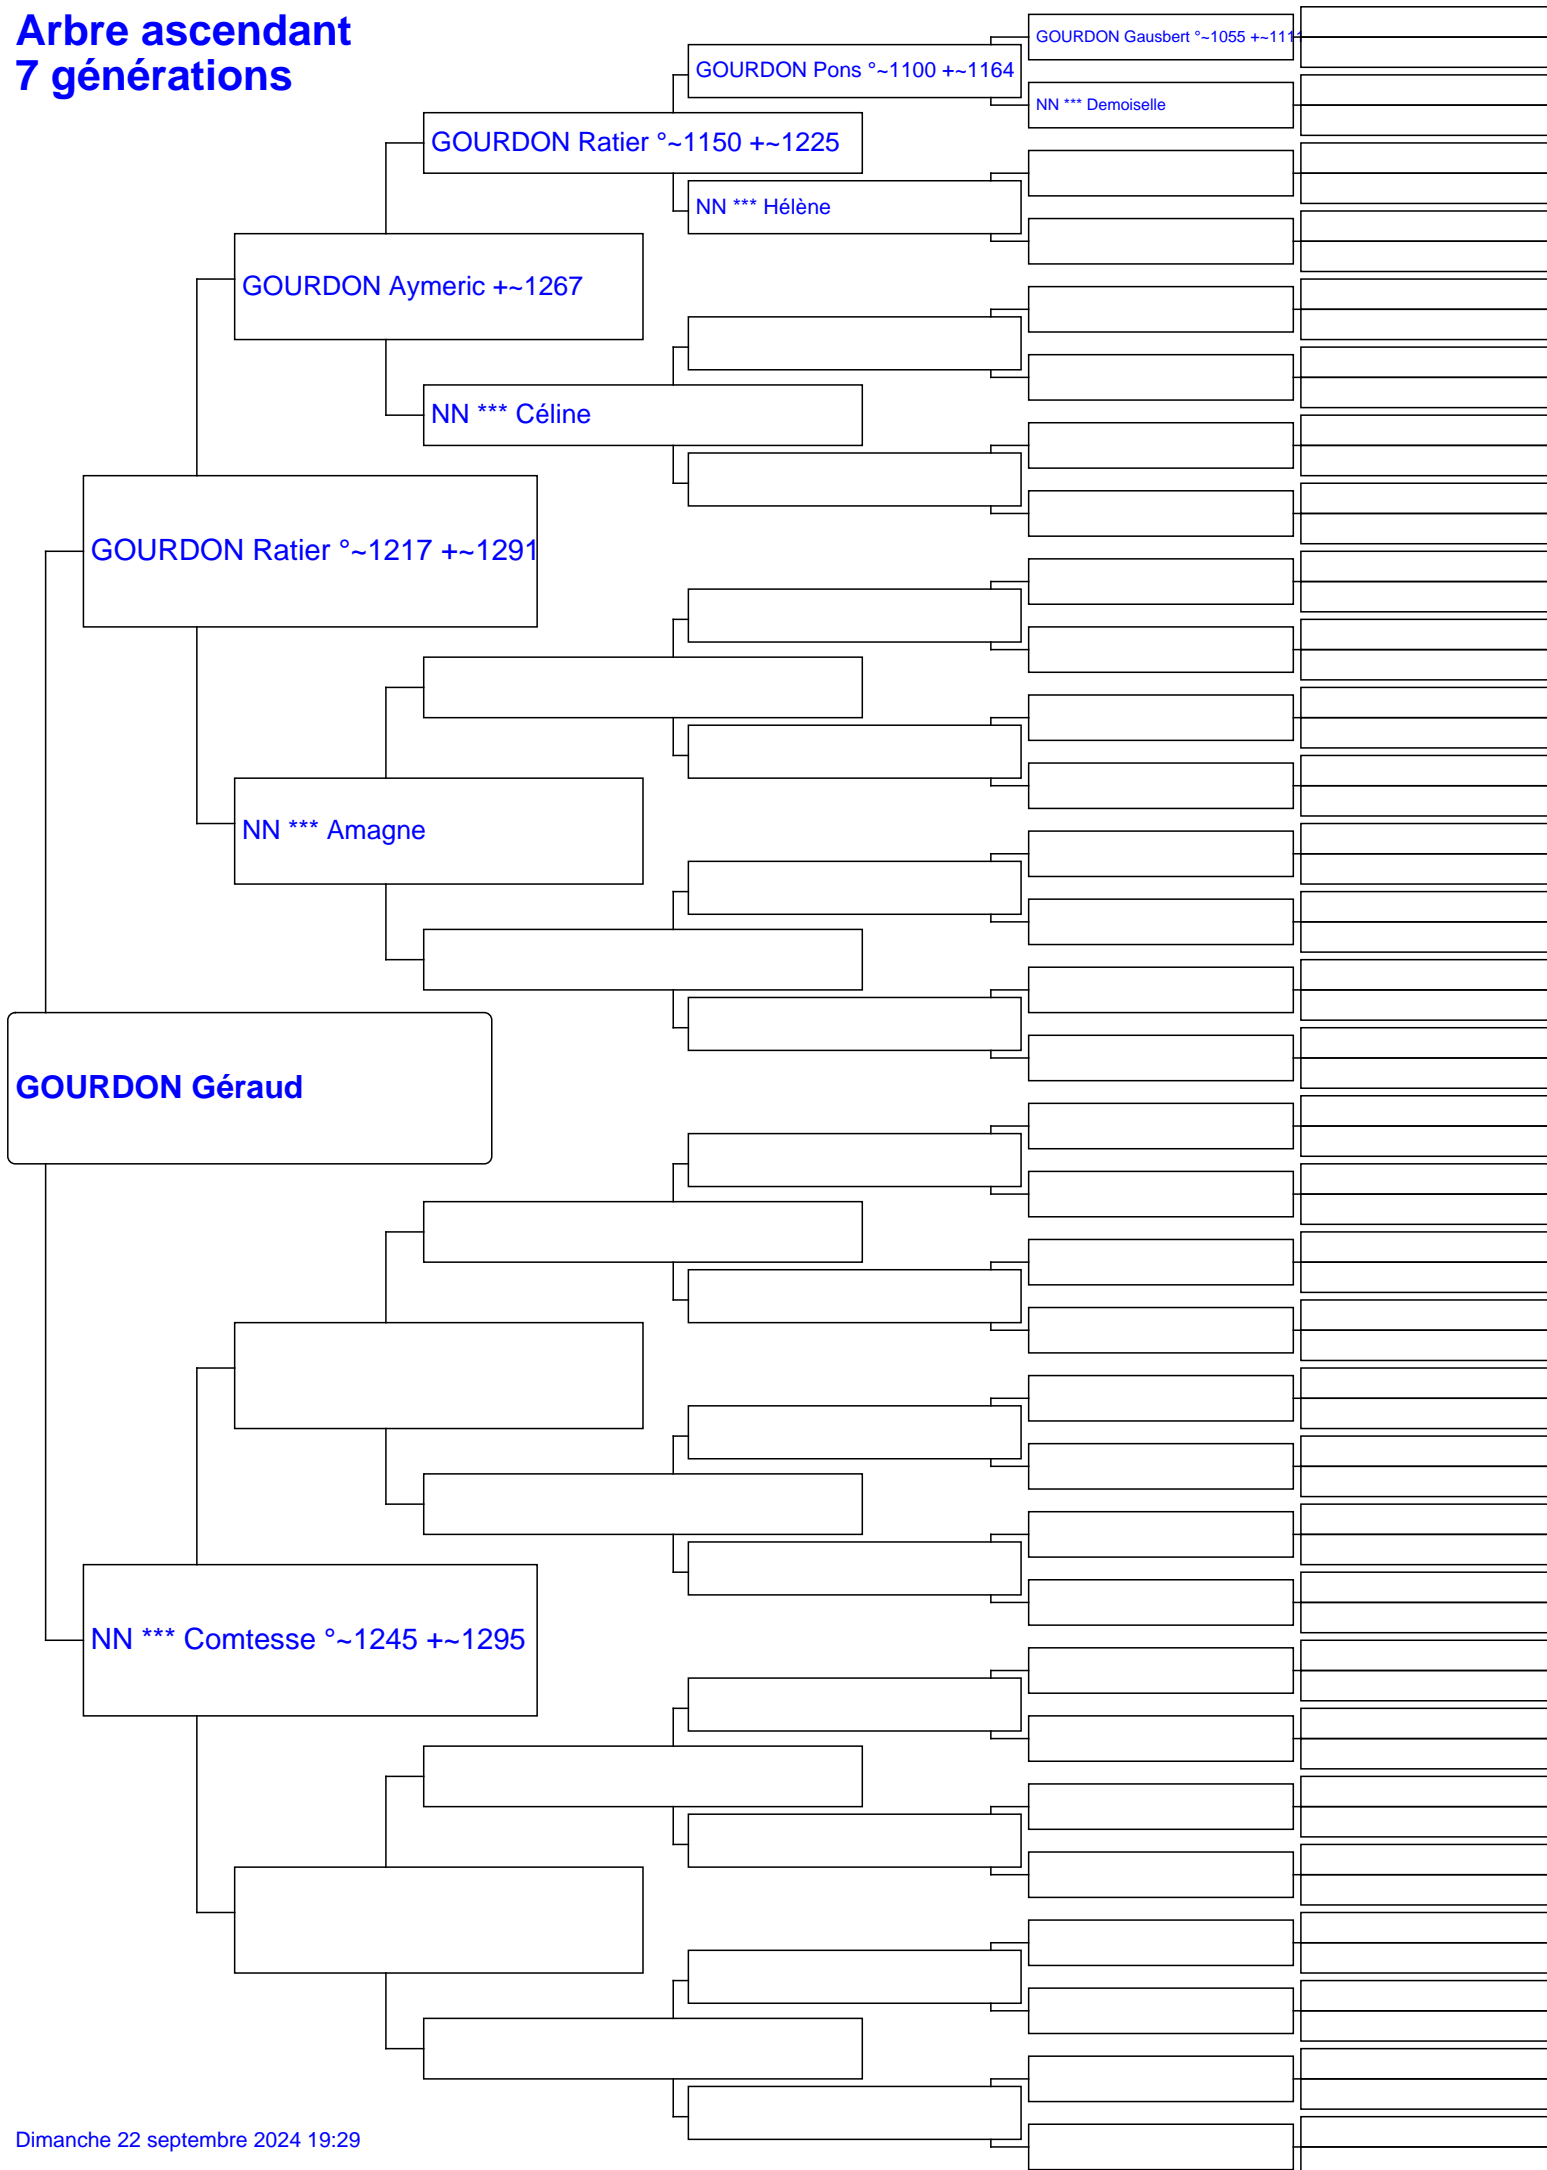 Arbre ascendant
7 générations
GOURDON Gausbert °~1055
GOURDON Pons °~1100 +~1164
NN *** Demoiselle
GOURDON Ratier °~1150 +~1225
NN *** Hélène
GOURDON Aymeric +~1267
NN *** Céline
GOURDON Ratier °~1217 +~1291
NN *** Amagne
GOURDON Géraud
NN *** Comtesse °~1245 +~1295
Dimanche 22 septembre 2024 19:29